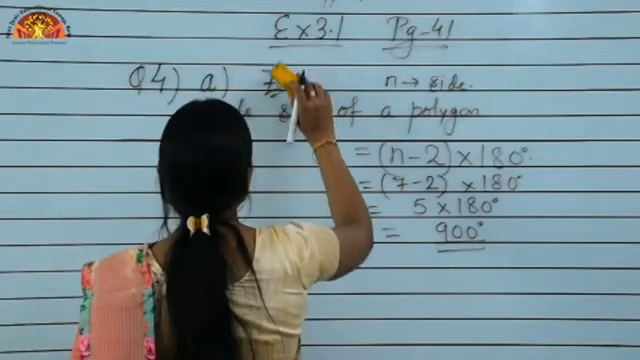 Ex 3.1 Pg-41
Q4) a) n → side.
of a polygon
= (n-2) × 180°.
= (7-2) × 180°
= 5 × 180°
= 900°